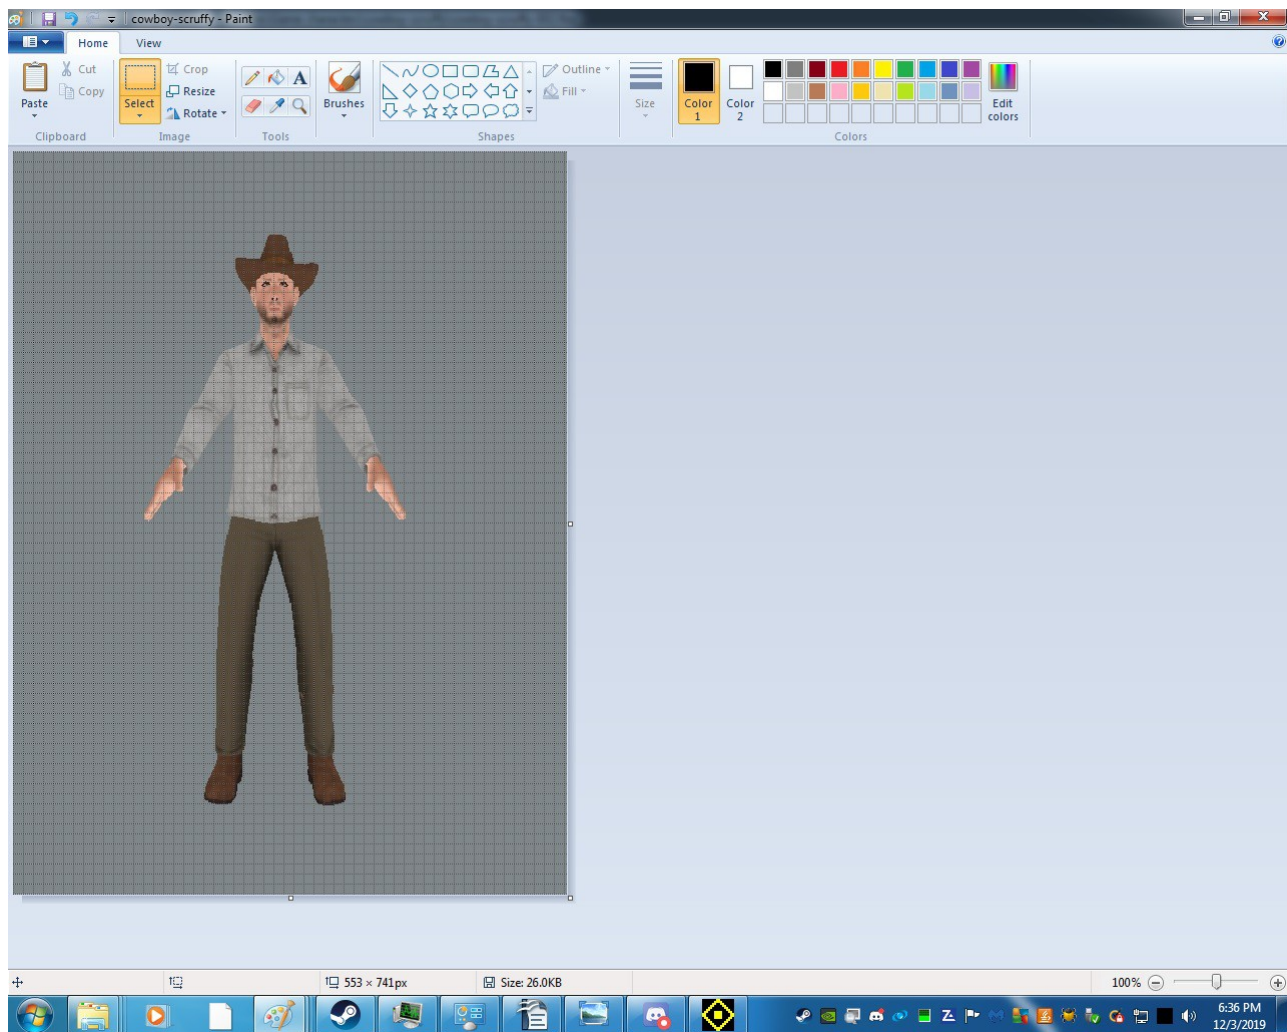 cowboy-scruffy - Paint
Home View
Paste
Cut
Copy
Clipboard
Select
Crop
Resize
Rotate
Image
A
Tools
Brushes
Shapes
Outline
Fill
Size
Color 1
Color 2
Edit colors
Colors
553 × 741px
Size: 26.0KB
100%
6:36 PM
12/3/2019